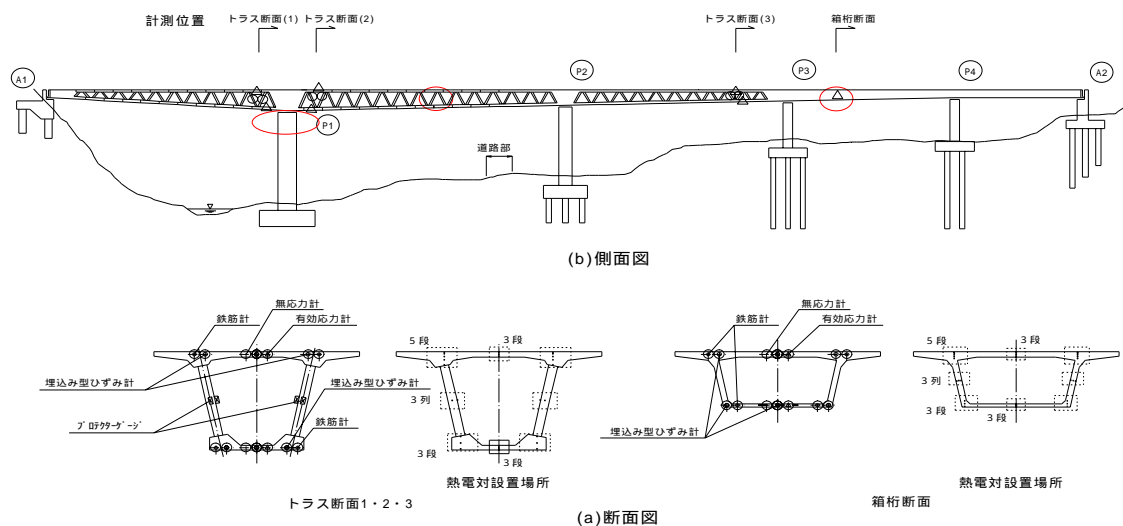 計測位置
トラス断面(1)
トラス断面(2)
トラス断面(3)
箱桁断面
A1
P2
P3
P4
A2
P1
道路部
(b)側面図
無応力計
鉄筋計
有効応力計
埋込み型ひずみ計
埋込み型ひずみ計
プロテクターゲージ
鉄筋計
5段
3段
3列
3段
3段
熱電対設置場所
トラス断面1・2・3
無応力計
鉄筋計
有効応力計
埋込み型ひずみ計
5段
3段
3列
3段
3段
熱電対設置場所
箱桁断面
(a)断面図